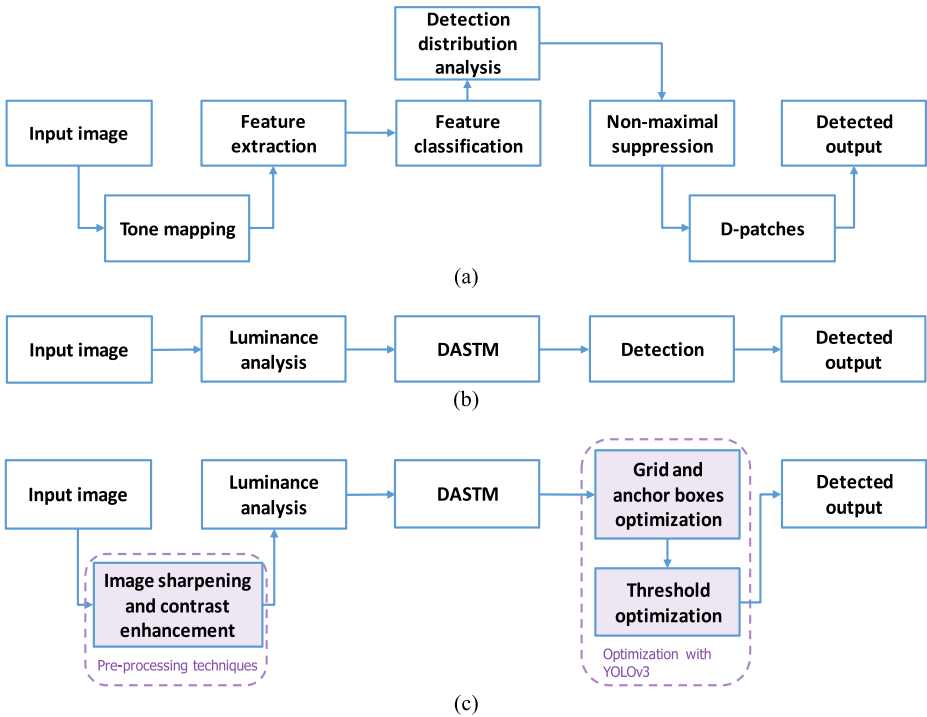 Input image
Tone mapping
Feature
extraction
Feature
classification
Detection
distribution
analysis
Non-maximal
suppression
D-patches
Detected
output
(a)
Input image
Luminance
analysis
DASTM
Detection
Detected
output
(b)
Input image
Image sharpening
and contrast
enhancement
Pre-processing techniques
Luminance
analysis
DASTM
Grid and
anchor boxes
optimization
Threshold
optimization
Optimization with
YOLOv3
Detected
output
(c)